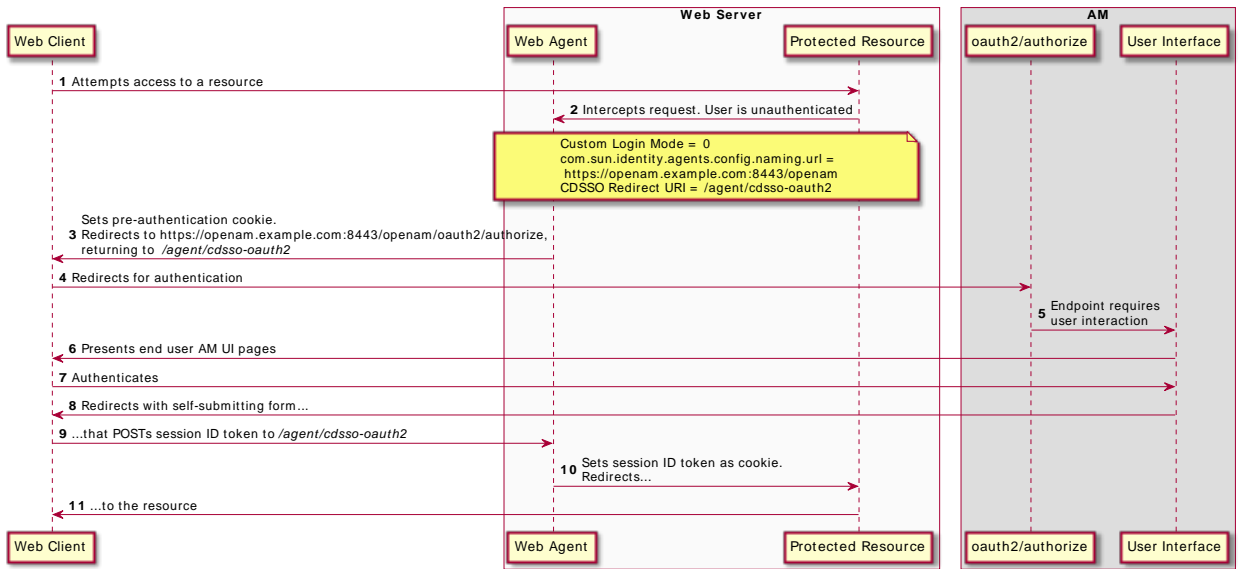 Web Server
AM
Web Client
Web Agent
Protected Resource
oauth2/authorize
User Interface
1 Attempts access to a resource
2 Intercepts request. User is unauthenticated
Custom Login Mode = 0
com.sun.identity.agents.config.naming.url =
https://openam.example.com:8443/openam
CDSSO Redirect URI = /agent/cdsso-oauth2
Sets pre-authentication cookie.
3 Redirects to https://openam.example.com:8443/openam/oauth2/authorize,
returning to /agent/cdsso-oauth2
4 Redirects for authentication
Endpoint requires
5
user interaction
6 Presents end user AM UI pages
7 Authenticates
8 Redirects with self-submitting form...
9 ...that POSTs session ID token to /agent/cdsso-oauth2
10 Sets session ID token as cookie.
Redirects...
11 ...to the resource
Web Client
Web Agent
Protected Resource
oauth2/authorize
User Interface